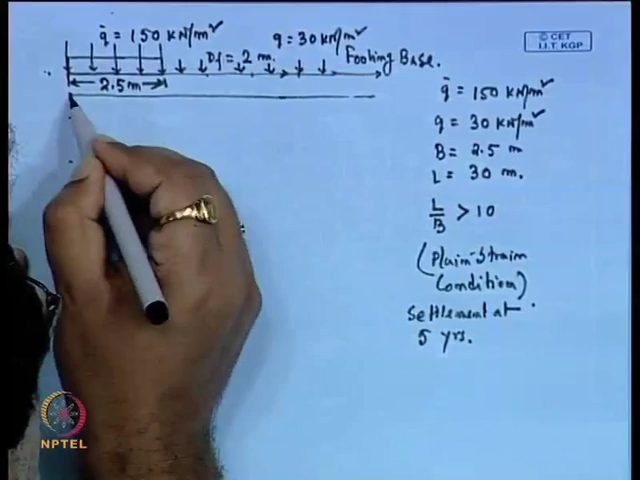 q̄ = 150 KN/m² q = 30 KN/m²
Df = 2 m. Footing Base.
2.5 m
q̄ = 150 KN/m²
q = 30 KN/m²
B = 2.5 m
L = 30 m.
L/B > 10
(Plain-Strain
Condition)
Settlement at
5 yrs.
© CET
I.I.T. KGP
NPTEL